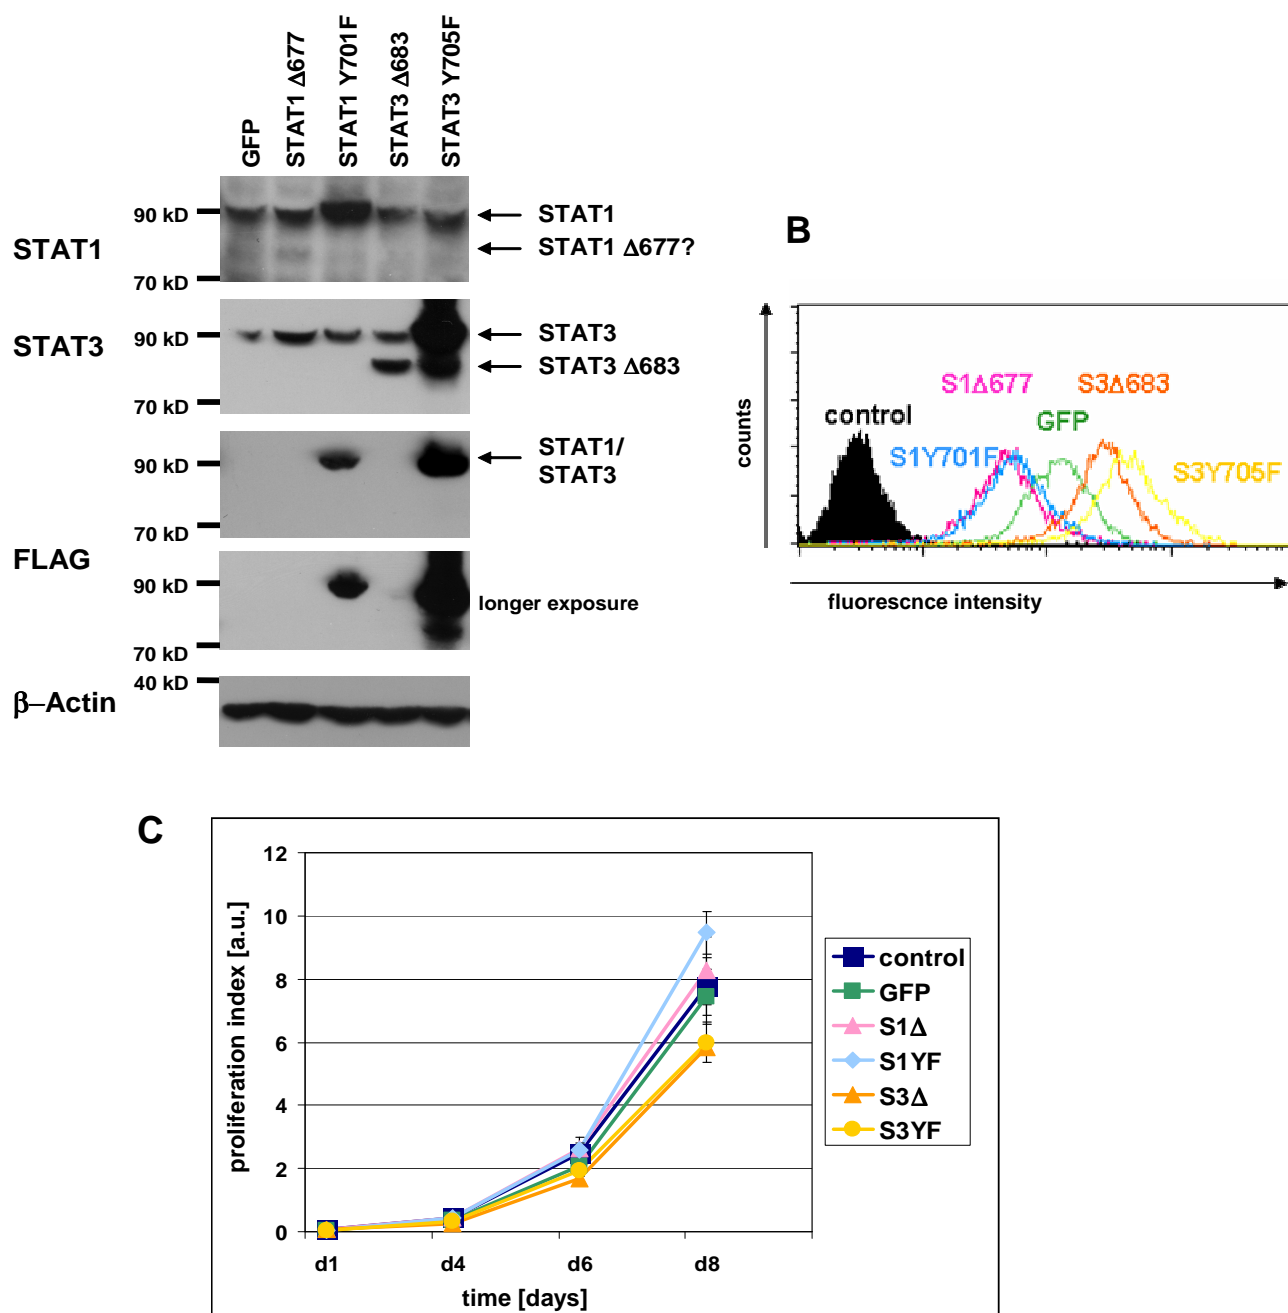 GFP
STAT1 Δ677
STAT1 Y701F
STAT3 Δ683
STAT3 Y705F
STAT1
90 kD
70 kD
STAT1
STAT1 Δ677?
STAT3
90 kD
70 kD
STAT3
STAT3 Δ683
90 kD
70 kD
STAT1/
STAT3
FLAG
90 kD
70 kD
longer exposure
β–Actin
40 kD
B
counts
control
S1Δ677
S1Y701F
GFP
S3Δ683
S3Y705F
fluorescnce intensity
C
proliferation index [a.u.]
12
10
8
6
4
2
0
d1 d4 d6 d8
time [days]
control
GFP
S1Δ
S1YF
S3Δ
S3YF